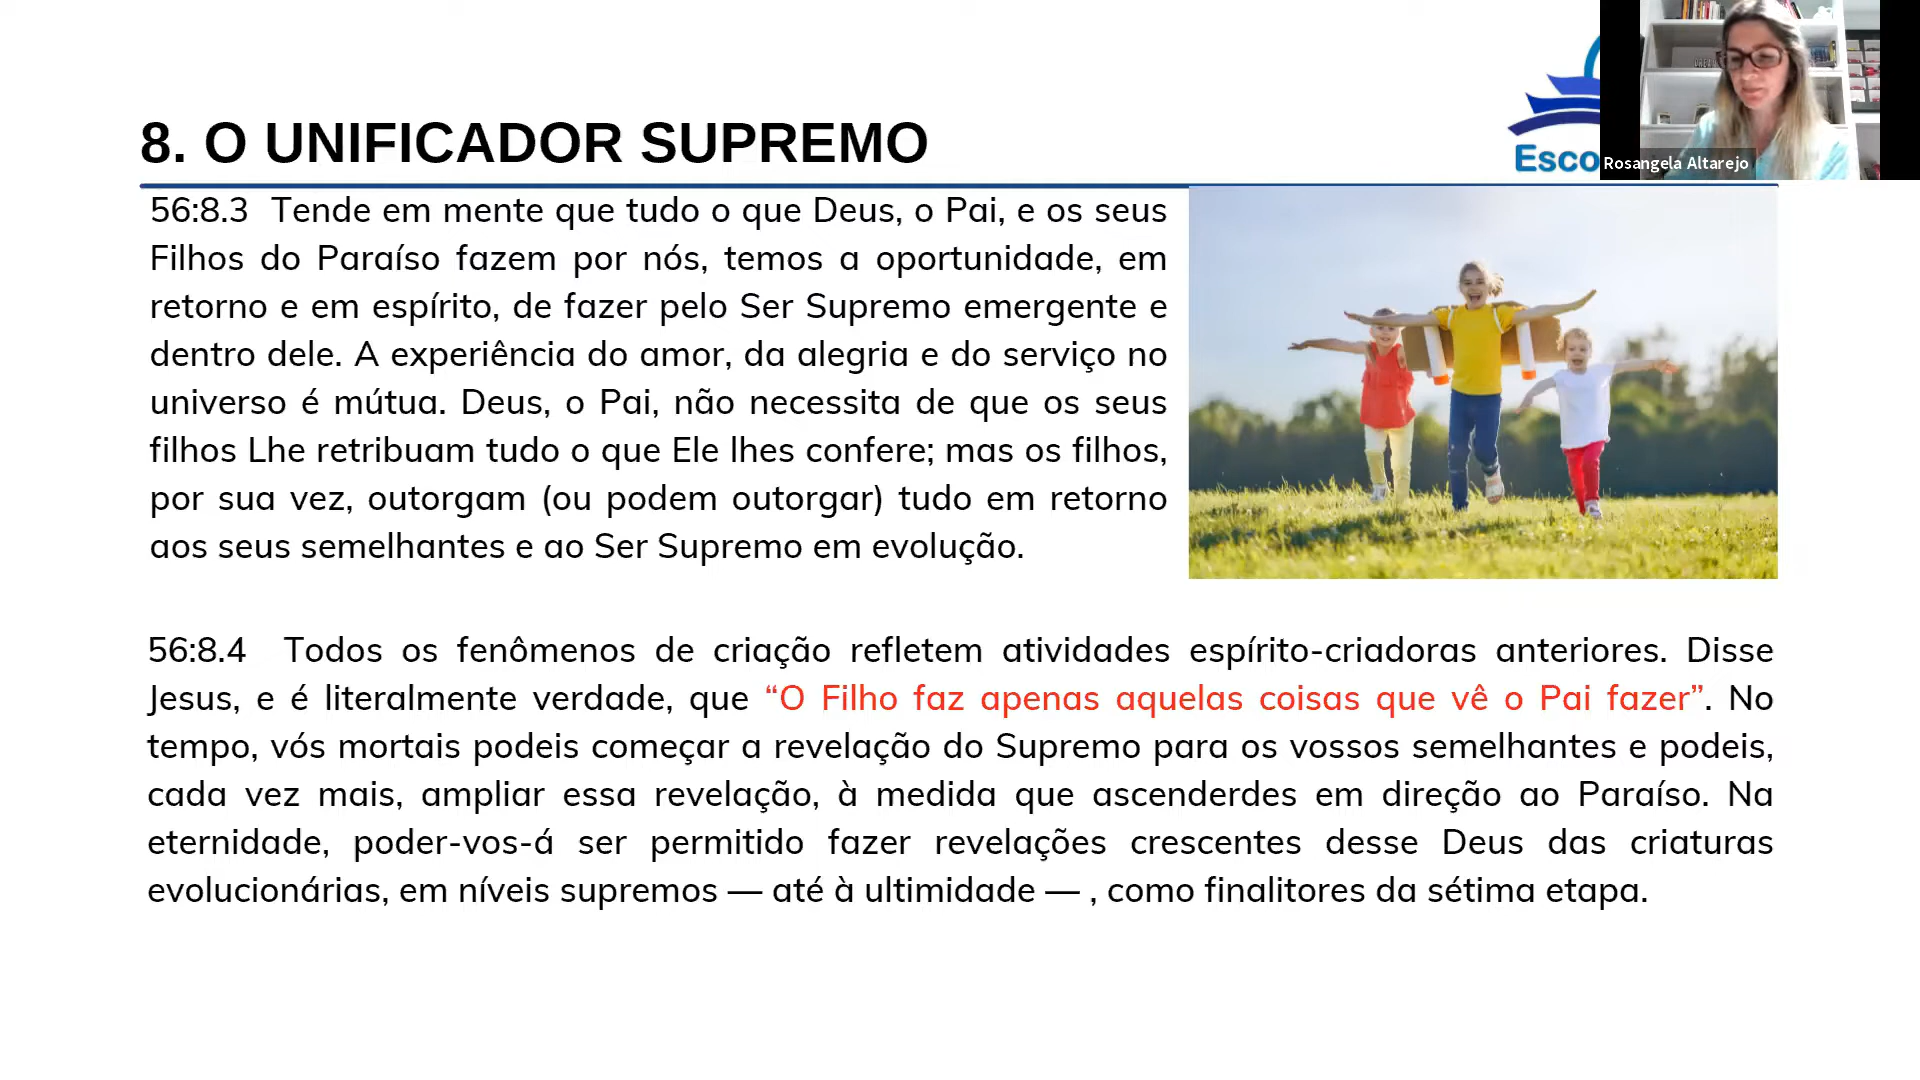 8. O UNIFICADOR SUPREMO
Esco
Rosangela Altarejo
56:8.3 Tende em mente que tudo o que Deus, o Pai, e os seus
Filhos do Paraíso fazem por nós, temos a oportunidade, em
retorno e em espírito, de fazer pelo Ser Supremo emergente e
dentro dele. A experiência do amor, da alegria e do serviço no
universo é mútua. Deus, o Pai, não necessita de que os seus
filhos Lhe retribuam tudo o que Ele lhes confere; mas os filhos,
por sua vez, outorgam (ou podem outorgar) tudo em retorno
aos seus semelhantes e ao Ser Supremo em evolução.
56:8.4 Todos os fenômenos de criação refletem atividades espírito-criadoras anteriores. Disse
Jesus, e é literalmente verdade, que “O Filho faz apenas aquelas coisas que vê o Pai fazer”. No
tempo, vós mortais podeis começar a revelação do Supremo para os vossos semelhantes e podeis,
cada vez mais, ampliar essa revelação, à medida que ascenderdes em direção ao Paraíso. Na
eternidade, poder-vos-á ser permitido fazer revelações crescentes desse Deus das criaturas
evolucionárias, em níveis supremos — até à ultimidade — , como finalitores da sétima etapa.